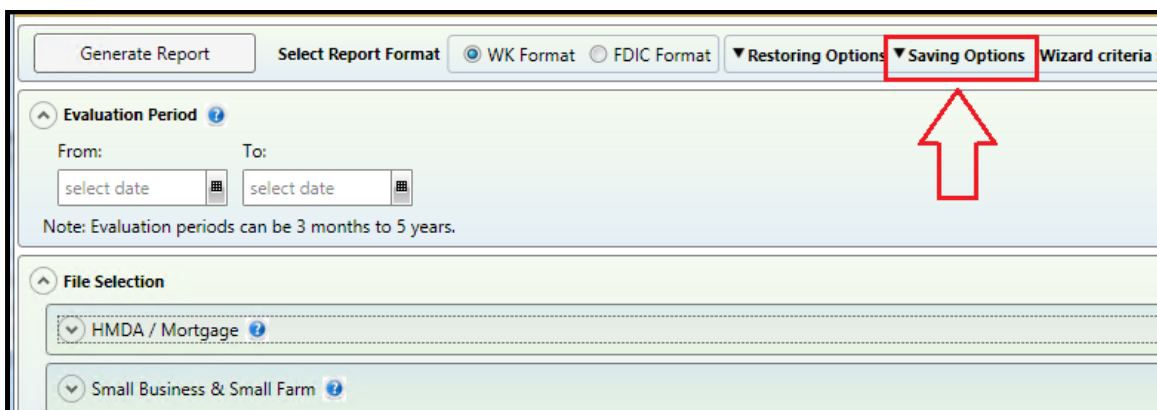 Generate Report Select Report Format WK Format FDIC Format ▼Restoring Options ▼Saving Options Wizard criteria
Evaluation Period ?
From: To:
select date select date
Note: Evaluation periods can be 3 months to 5 years.
File Selection
HMDA / Mortgage ?
Small Business & Small Farm ?